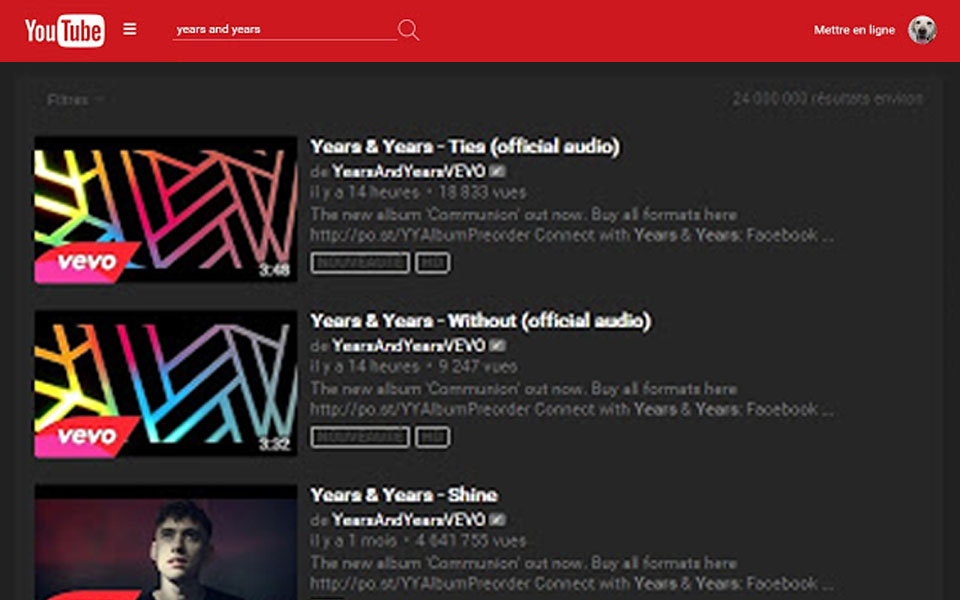 YouTube
years and years
Mettre en ligne
Filtres
24 000 000 résultats environ
Years & Years - Ties (official audio)
de YearsAndYearsVEVO
il y a 14 heures • 18 833 vues
The new album 'Communion' out now. Buy all formats here
http://po.st/YYAlbumPreorder Connect with Years & Years: Facebook ...
vevo
3:48
NOUVEAUTÉ HD
Years & Years - Without (official audio)
de YearsAndYearsVEVO
il y a 14 heures • 9 247 vues
The new album 'Communion' out now. Buy all formats here
http://po.st/YYAlbumPreorder Connect with Years & Years: Facebook ...
vevo
3:32
NOUVEAUTÉ HD
Years & Years - Shine
de YearsAndYearsVEVO
il y a 1 mois • 4 641 755 vues
The new album 'Communion' out now. Buy all formats here
http://po.st/YYAlbumPreorder Connect with Years & Years: Facebook ...